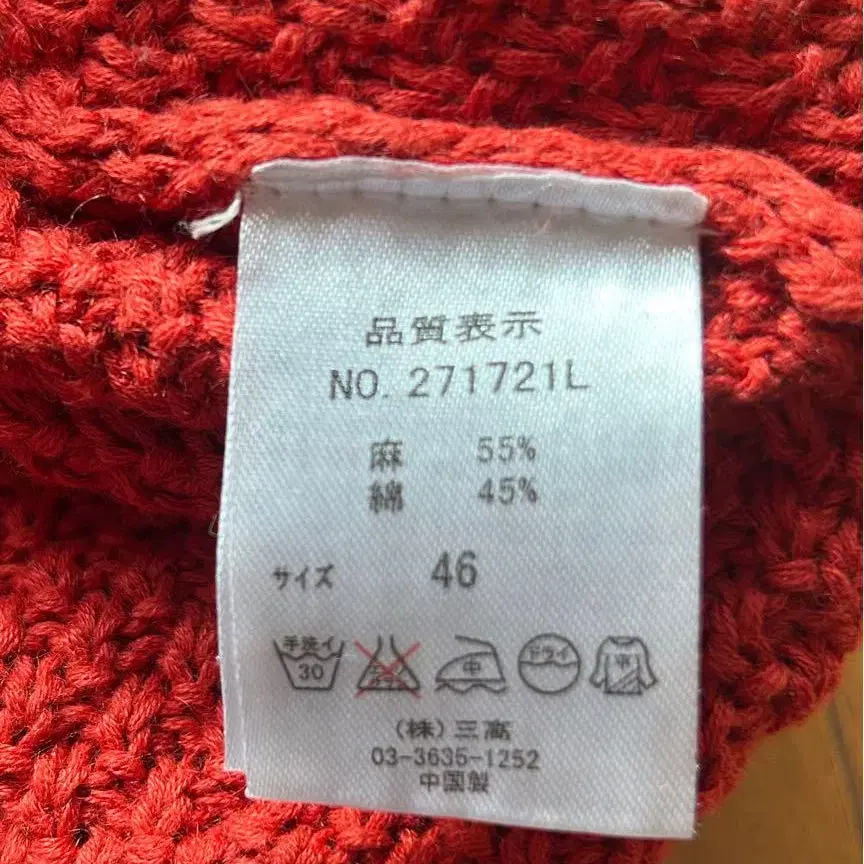 品質表示
NO. 271721L
麻 55%
綿 45%
サイズ 46
手洗イ 30 中 ドライ 平
(株)三高
03-3635-1252
中国製